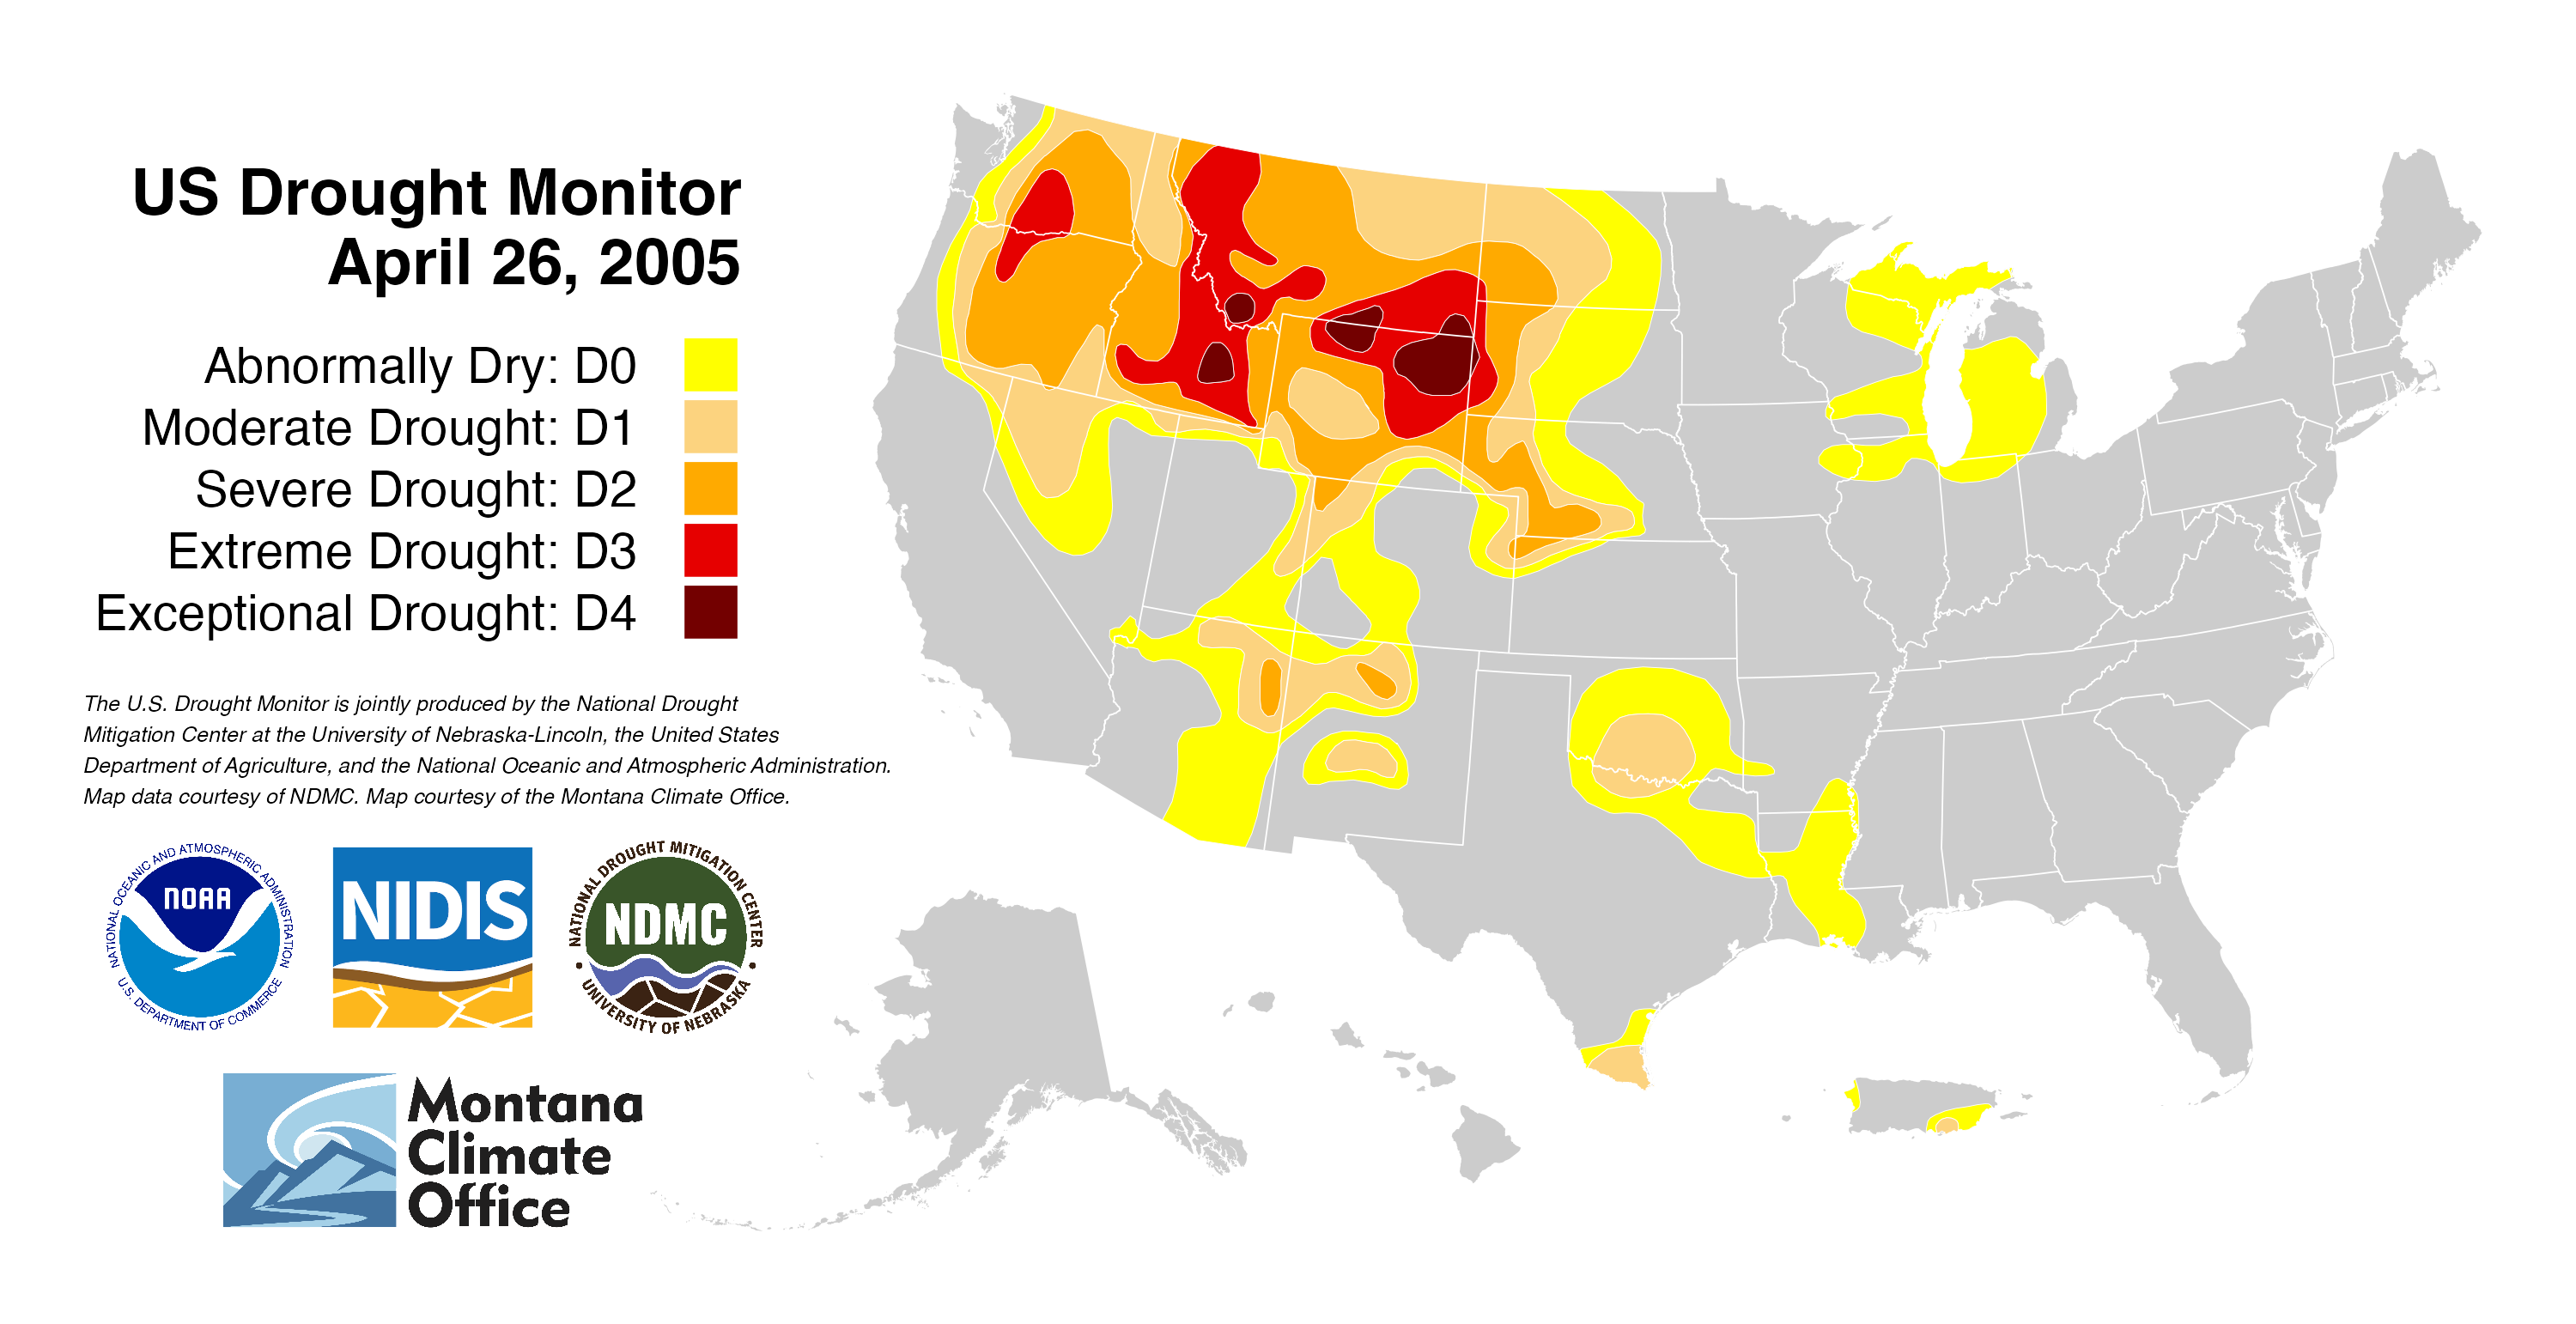 US Drought Monitor
April 26, 2005
Abnormally Dry: D0
Moderate Drought: D1
Severe Drought: D2
Extreme Drought: D3
Exceptional Drought: D4
The U.S. Drought Monitor is jointly produced by the National Drought
Mitigation Center at the University of Nebraska-Lincoln, the United States
Department of Agriculture, and the National Oceanic and Atmospheric Administration.
Map data courtesy of NDMC. Map courtesy of the Montana Climate Office.
NATIONAL OCEANIC AND ATMOSPHERIC ADMINISTRATION
NOAA
U.S. DEPARTMENT OF COMMERCE
NIDIS
NATIONAL DROUGHT MITIGATION CENTER
NDMC
• UNIVERSITY OF NEBRASKA •
Montana
Climate
Office